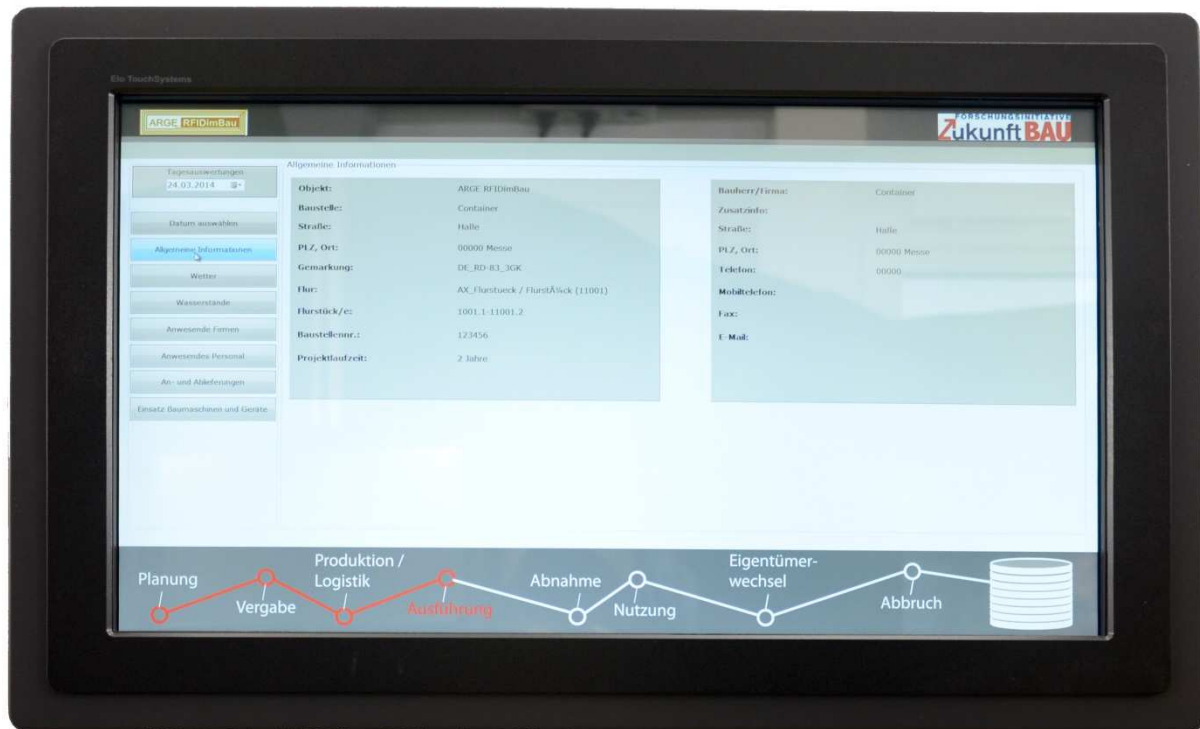 Elo TouchSystems
ARGE RFIDimBau
FORSCHUNGSINITIATIVE
Zukunft BAU
Tagesauswertungen
24.03.2014
Datum auswählen
Allgemeine Informationen
Wetter
Wasserstände
Anwesende Firmen
Anwesendes Personal
An- und Ablieferungen
Einsatz Baumaschinen und Geräte
Allgemeine Informationen
Objekt: ARGE RFIDimBau
Baustelle: Container
Straße: Halle
PLZ, Ort: 00000 Messe
Gemarkung: DE_RD-83_3GK
Flur: AX_Flurstueck / Flurstück (11001)
Flurstück/e: 1001.1-11001.2
Baustellennr.: 123456
Projektlaufzeit: 2 Jahre
Bauherr/Firma: Container
Zusatzinfo:
Straße: Halle
PLZ, Ort: 00000 Messe
Telefon: 00000
Mobiltelefon:
Fax:
E-Mail:
Planung
Vergabe
Produktion /
Logistik
Ausführung
Abnahme
Nutzung
Eigentümer-
wechsel
Abbruch